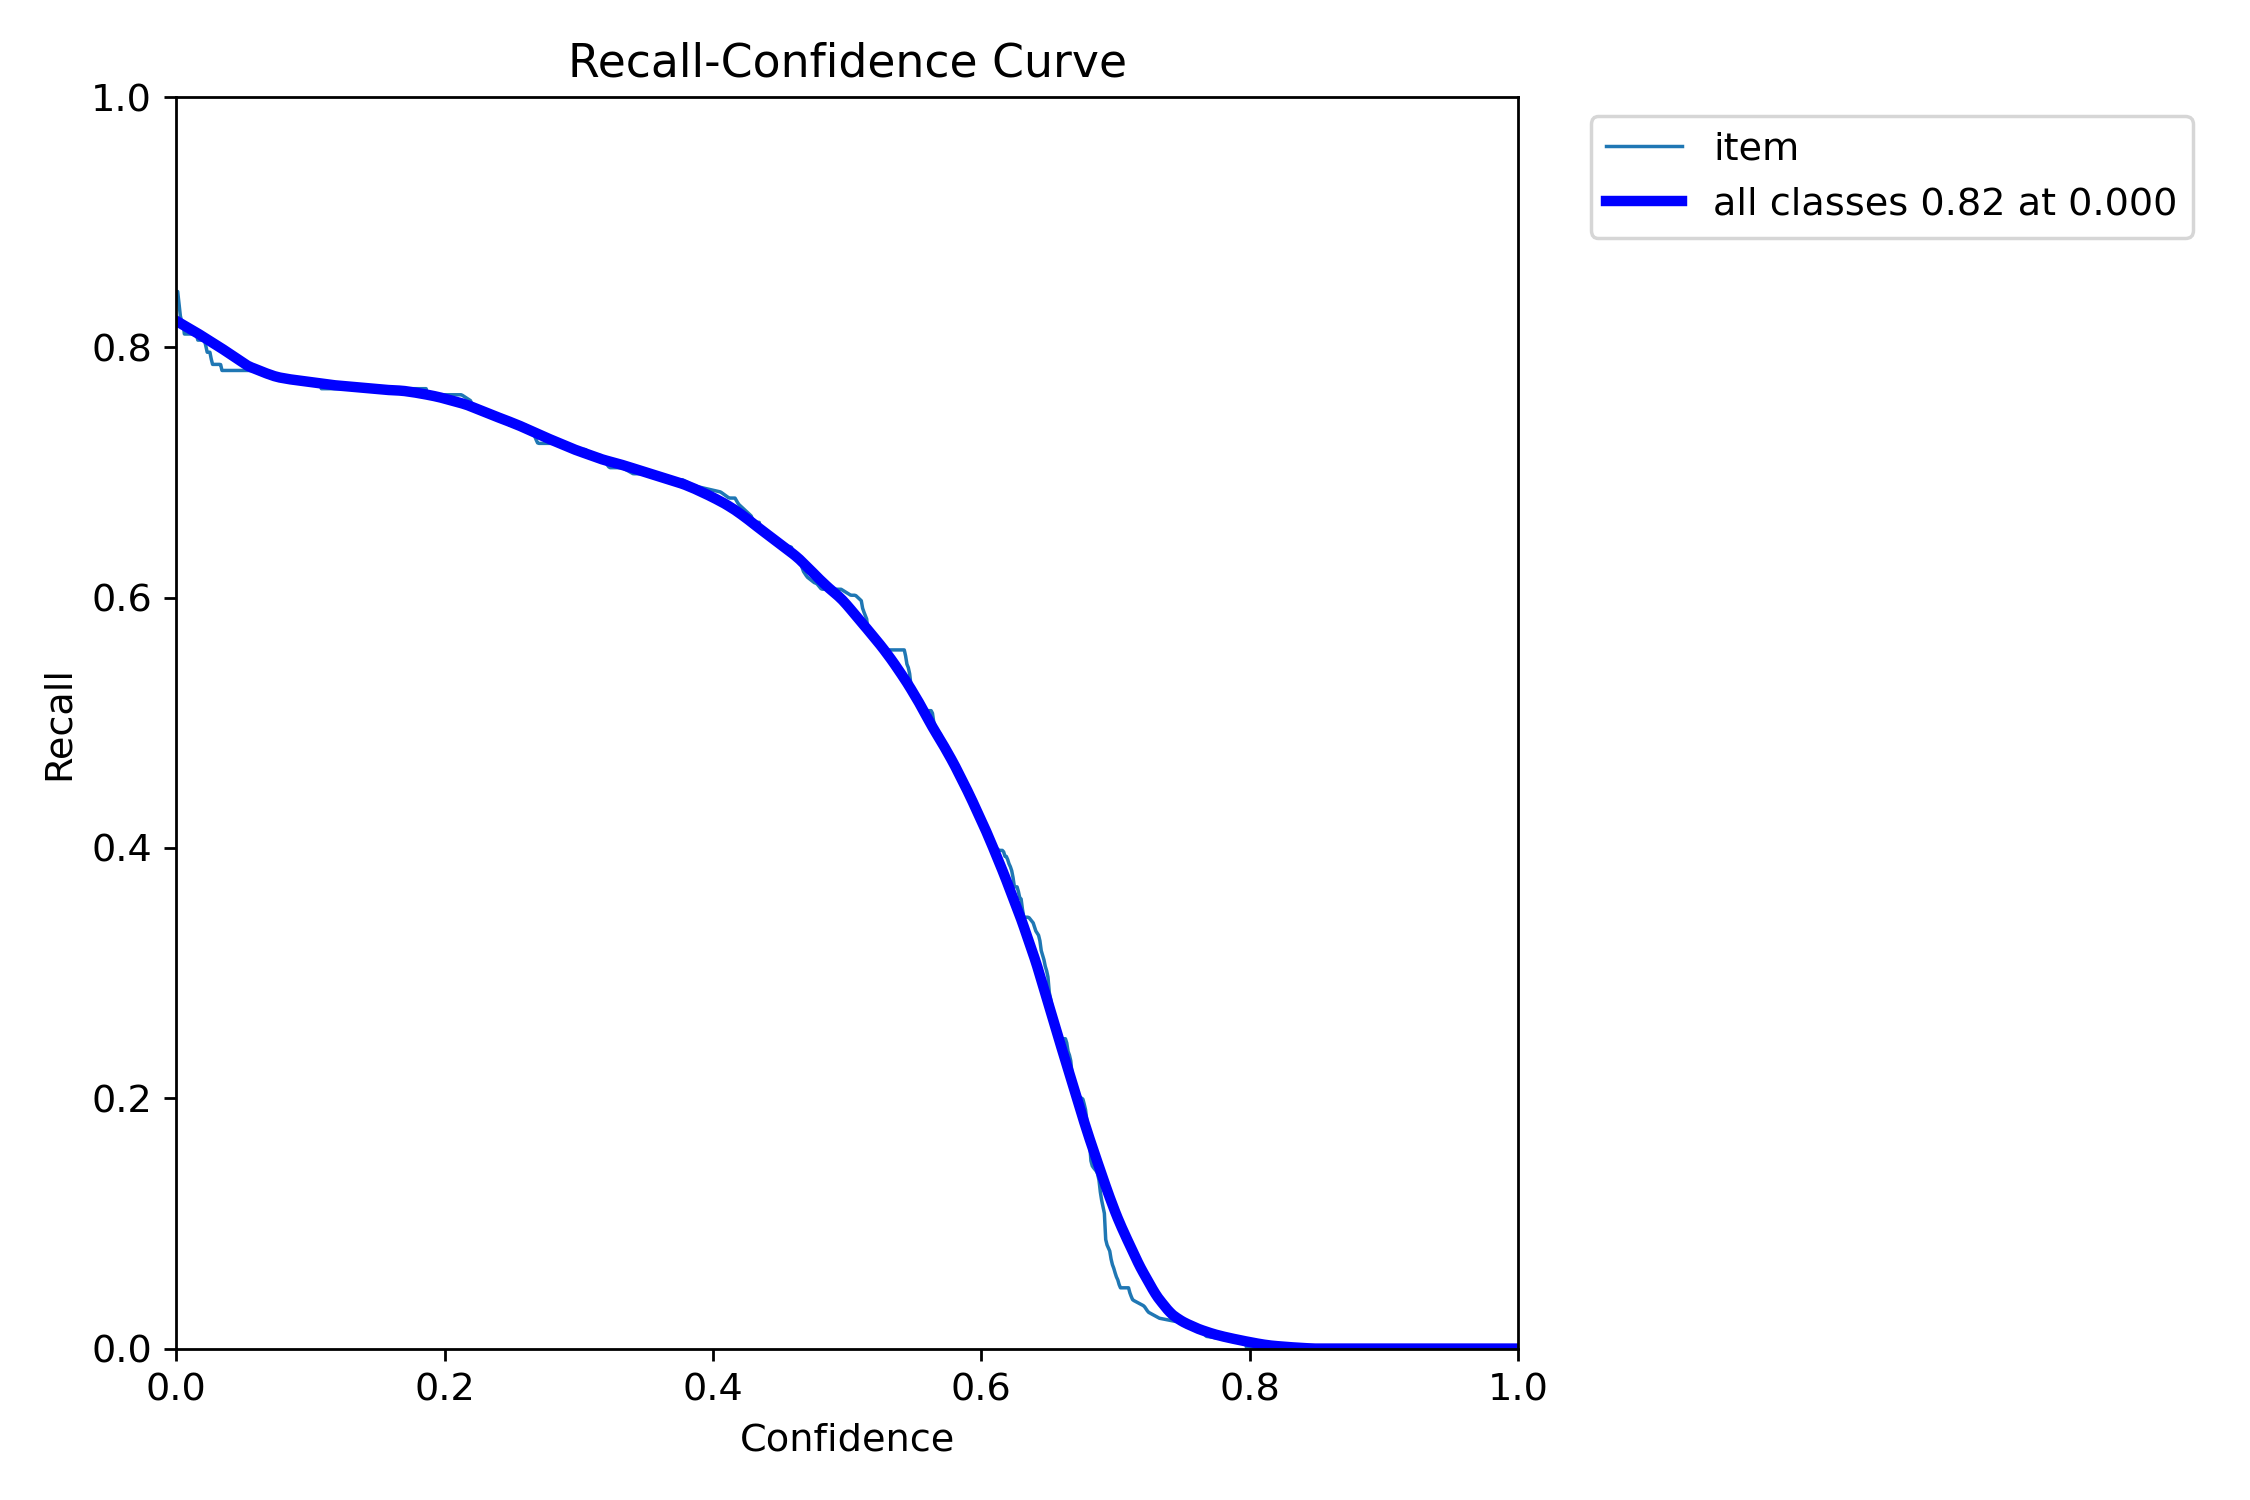 Recall-Confidence Curve
1.0
0.8
0.6
0.4
0.2
0.0
Recall
0.0 0.2 0.4 0.6 0.8 1.0
Confidence
item
all classes 0.82 at 0.000